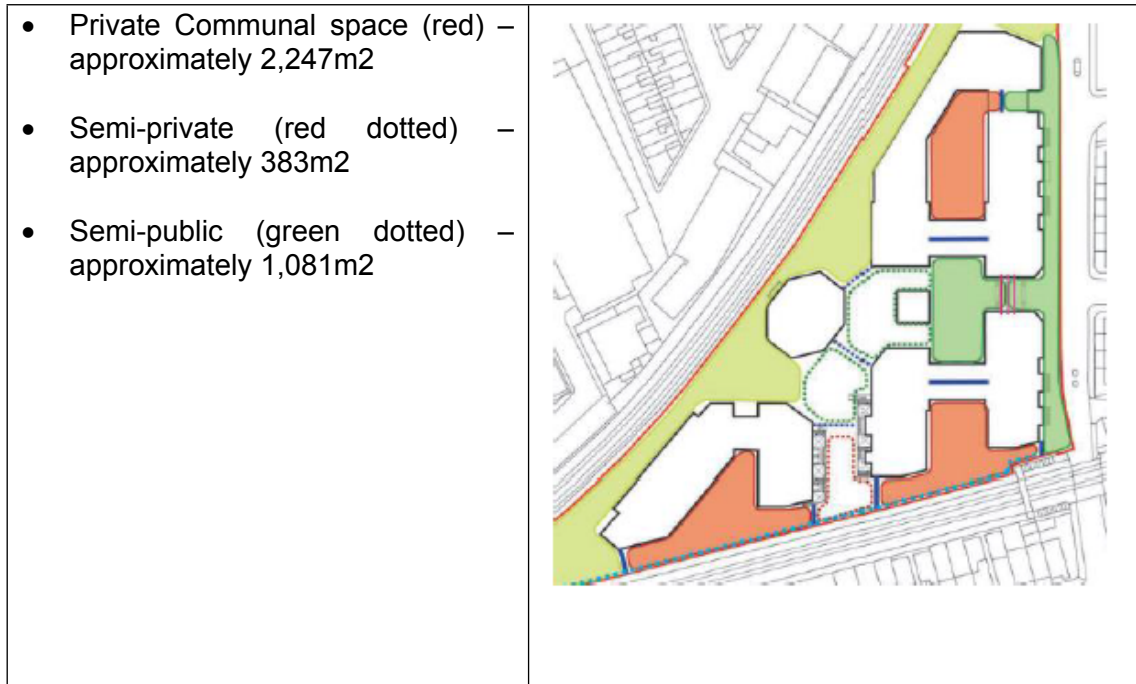 • Private Communal space (red) –
approximately 2,247m2
• Semi-private (red dotted) –
approximately 383m2
• Semi-public (green dotted) –
approximately 1,081m2